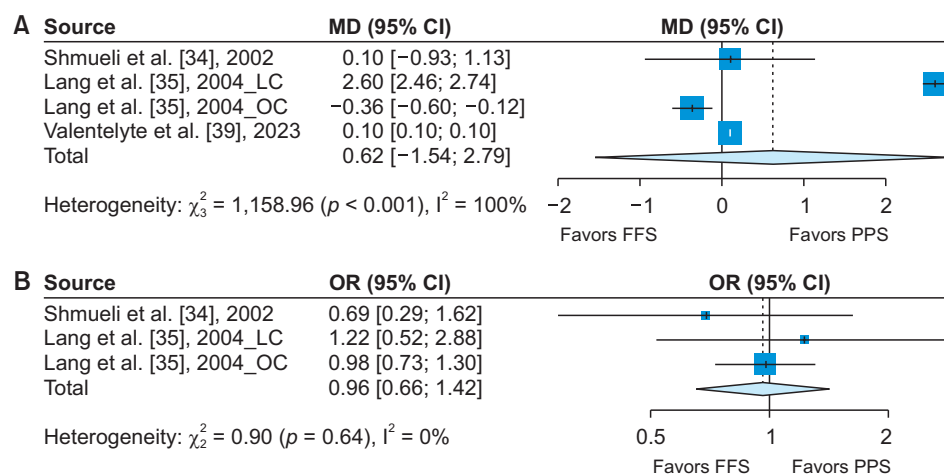 A Source MD (95% CI) MD (95% CI)
Shmueli et al. [34], 2002 0.10 [−0.93; 1.13]
Lang et al. [35], 2004_LC 2.60 [2.46; 2.74]
Lang et al. [35], 2004_OC −0.36 [−0.60; −0.12]
Valentelyte et al. [39], 2023 0.10 [0.10; 0.10]
Total 0.62 [−1.54; 2.79]
Heterogeneity: χ²₃ = 1,158.96 (p < 0.001), I² = 100%
−2 −1 0 1 2
Favors FFS Favors PPS
B Source OR (95% CI) OR (95% CI)
Shmueli et al. [34], 2002 0.69 [0.29; 1.62]
Lang et al. [35], 2004_LC 1.22 [0.52; 2.88]
Lang et al. [35], 2004_OC 0.98 [0.73; 1.30]
Total 0.96 [0.66; 1.42]
Heterogeneity: χ²₂ = 0.90 (p = 0.64), I² = 0%
0.5 1 2
Favors FFS Favors PPS